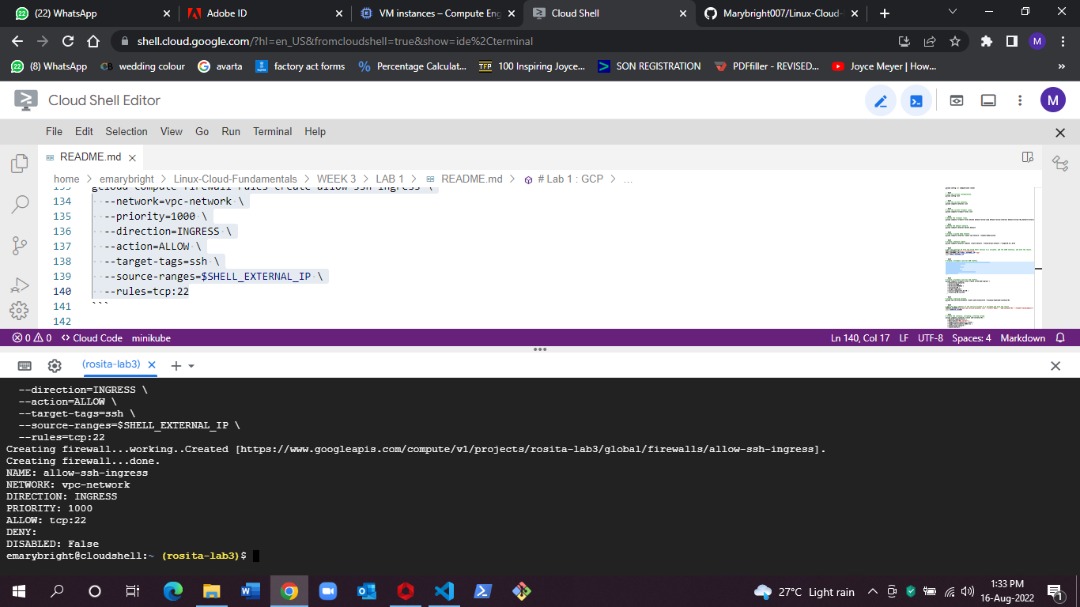 (22) WhatsApp
Adobe ID
VM instances – Compute Eng
Cloud Shell
Marybright007/Linux-Cloud-
shell.cloud.google.com/?hl=en_US&fromcloudshell=true&show=ide%2Cterminal
M
(8) WhatsApp
wedding colour
avarta
factory act forms
Percentage Calculat...
100 Inspiring Joyce...
SON REGISTRATION
PDFfiller - REVISED...
Joyce Meyer | How...
»
Cloud Shell Editor
M
File Edit Selection View Go Run Terminal Help
README.md
home > emarybright > Linux-Cloud-Fundamentals > WEEK 3 > LAB 1 > README.md > # Lab 1 : GCP > ...
133 gcloud compute firewall-rules create allow-ssh-ingress \
134 --network=vpc-network \
135 --priority=1000 \
136 --direction=INGRESS \
137 --action=ALLOW \
138 --target-tags=ssh \
139 --source-ranges=$SHELL_EXTERNAL_IP \
140 --rules=tcp:22
141 ```
142
0 0 Cloud Code minikube
Ln 140, Col 17 LF UTF-8 Spaces: 4 Markdown
(rosita-lab3)
--direction=INGRESS \
--action=ALLOW \
--target-tags=ssh \
--source-ranges=$SHELL_EXTERNAL_IP \
--rules=tcp:22
Creating firewall...working..Created [https://www.googleapis.com/compute/v1/projects/rosita-lab3/global/firewalls/allow-ssh-ingress].
Creating firewall...done.
NAME: allow-ssh-ingress
NETWORK: vpc-network
DIRECTION: INGRESS
PRIORITY: 1000
ALLOW: tcp:22
DENY:
DISABLED: False
emarybright@cloudshell:~ (rosita-lab3)$
27°C Light rain
1:33 PM
16-Aug-2022
1